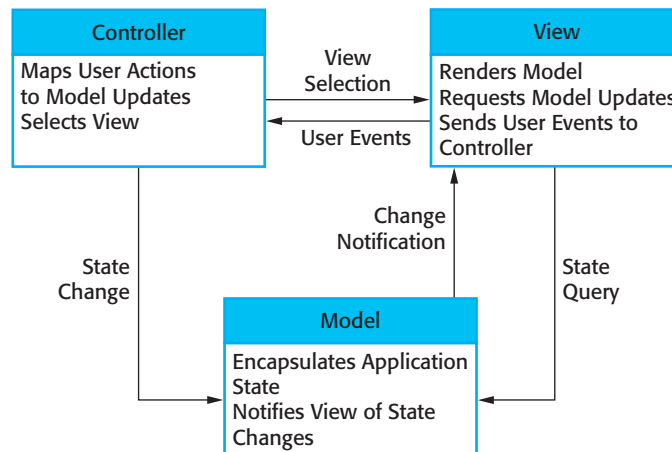 Controller
Maps User Actions
to Model Updates
Selects View
View
Selection
User Events
View
Renders Model
Requests Model Updates
Sends User Events to
Controller
State
Change
Change
Notification
State
Query
Model
Encapsulates Application
State
Notifies View of State
Changes